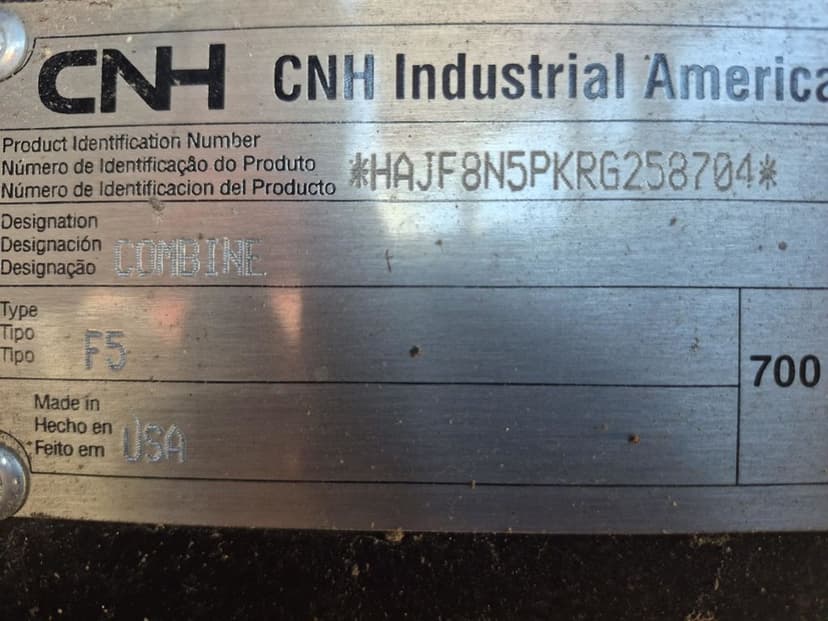 CNH CNH Industrial America
Product Identification Number
Número de Identificação do Produto
Número de Identificacion del Producto
*HAJF8N5PKRG258704*
Designation
Designación
Designação
COMBINE
Type
Tipo
Tipo
F5
700
Made in
Hecho en
Feito em
USA